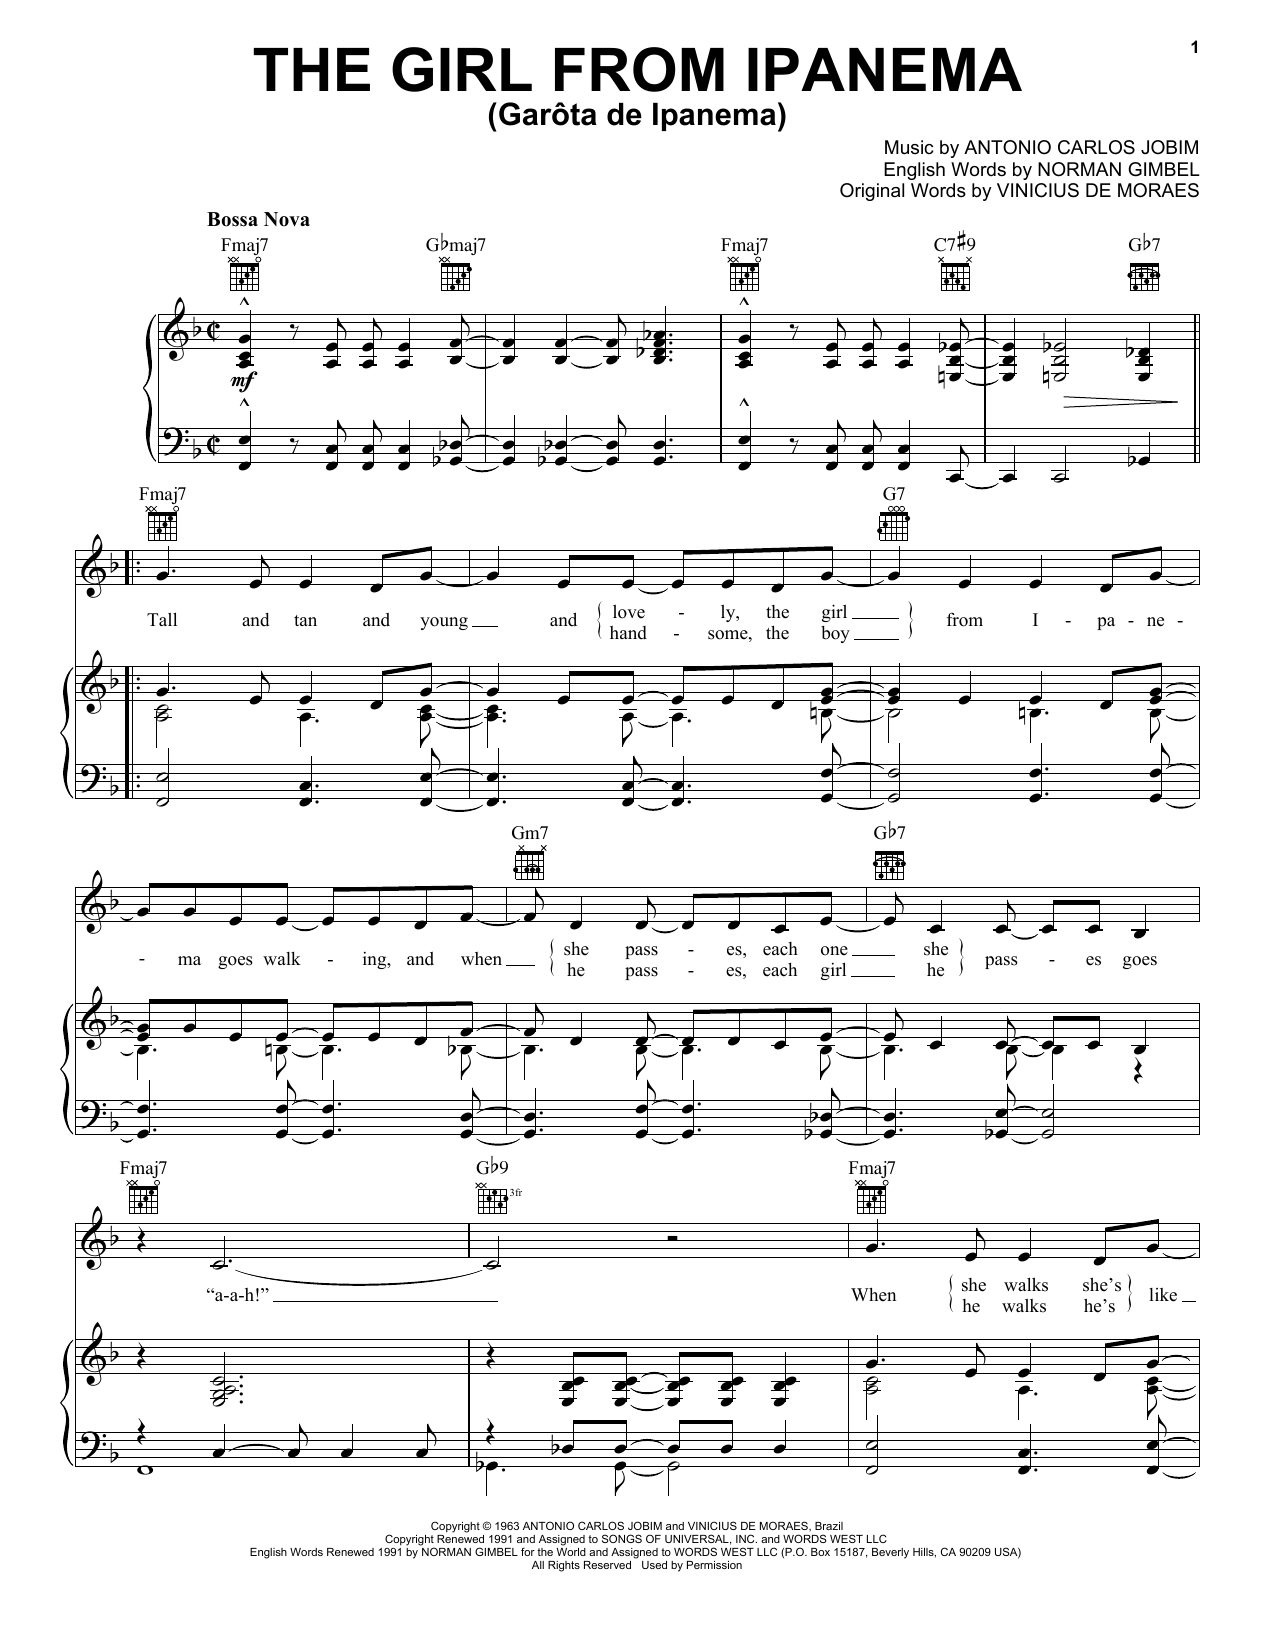 1
THE GIRL FROM IPANEMA
(Garôta de Ipanema)
Music by ANTONIO CARLOS JOBIM
English Words by NORMAN GIMBEL
Original Words by VINICIUS DE MORAES
Bossa Nova
Fmaj7 G♭maj7 Fmaj7 C7♯9 G♭7
mf
Fmaj7 G7
Tall and tan and young and { love - ly, the girl } from I - pa - ne -
hand - some, the boy
Gm7 G♭7
- ma goes walk - ing, and when { she pass - es, each one she } pass - es goes
he pass - es, each girl he
Fmaj7 G♭9 Fmaj7
3fr
“a-a-h!” When { she walks she’s } like
he walks he’s
Copyright © 1963 ANTONIO CARLOS JOBIM and VINICIUS DE MORAES, Brazil
Copyright Renewed 1991 and Assigned to SONGS OF UNIVERSAL, INC. and WORDS WEST LLC
English Words Renewed 1991 by NORMAN GIMBEL for the World and Assigned to WORDS WEST LLC (P.O. Box 15187, Beverly Hills, CA 90209 USA)
All Rights Reserved Used by Permission